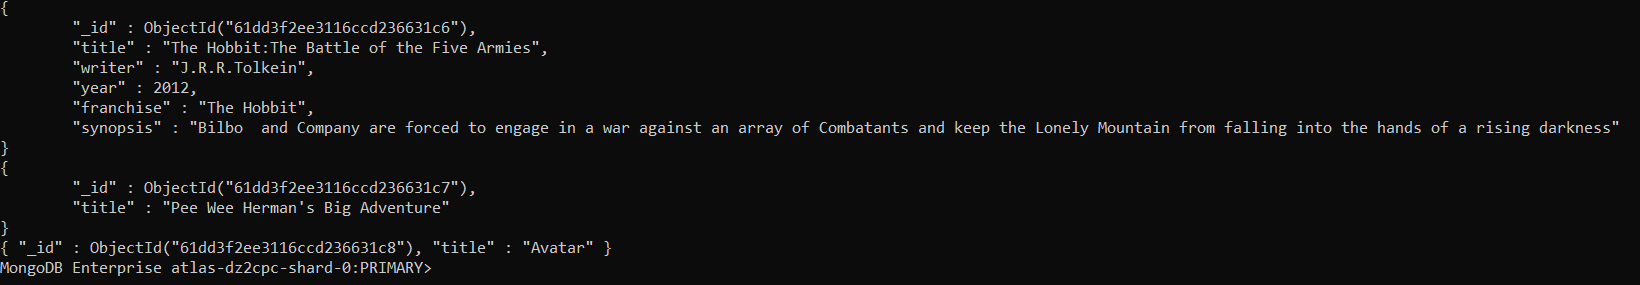 {
"_id" : ObjectId("61dd3f2ee3116ccd236631c6"),
"title" : "The Hobbit:The Battle of the Five Armies",
"writer" : "J.R.R.Tolkein",
"year" : 2012,
"franchise" : "The Hobbit",
"synopsis" : "Bilbo  and Company are forced to engage in a war against an array of Combatants and keep the Lonely Mountain from falling into the hands of a rising darkness"
}
{
"_id" : ObjectId("61dd3f2ee3116ccd236631c7"),
"title" : "Pee Wee Herman's Big Adventure"
}
{ "_id" : ObjectId("61dd3f2ee3116ccd236631c8"), "title" : "Avatar" }
MongoDB Enterprise atlas-dz2cpc-shard-0:PRIMARY>